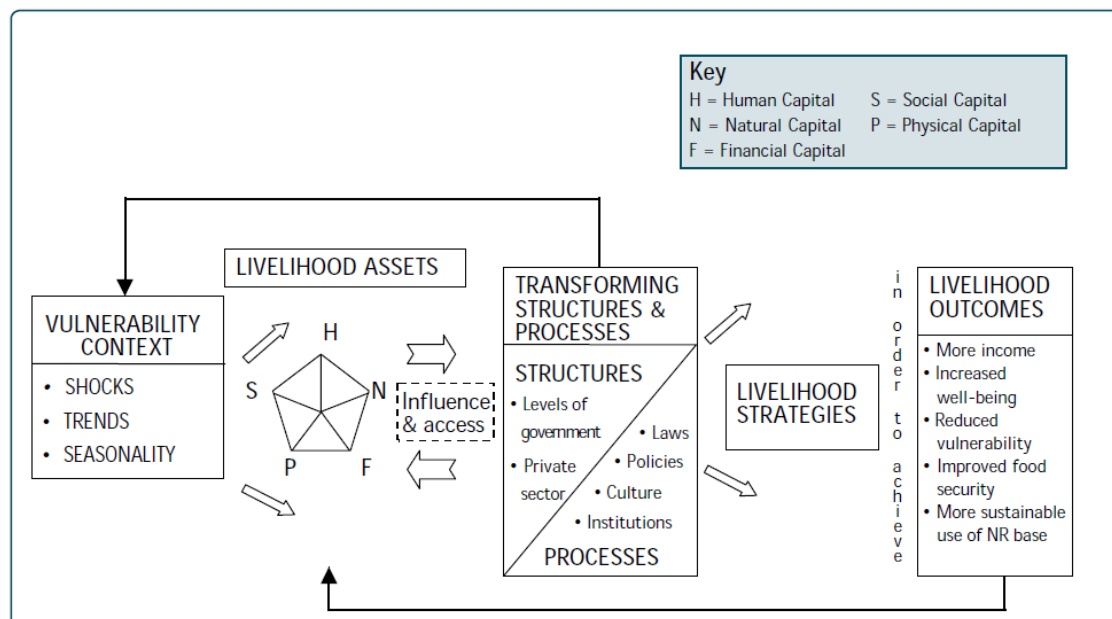 Key
H = Human Capital S = Social Capital
N = Natural Capital P = Physical Capital
F = Financial Capital
LIVELIHOOD ASSETS
VULNERABILITY
CONTEXT
• SHOCKS
• TRENDS
• SEASONALITY
H
S
N
P
F
Influence
& access
TRANSFORMING
STRUCTURES &
PROCESSES
STRUCTURES
• Levels of
government
• Private
sector
• Laws
• Policies
• Culture
• Institutions
PROCESSES
LIVELIHOOD
STRATEGIES
in order to achieve
LIVELIHOOD
OUTCOMES
• More income
• Increased
well-being
• Reduced
vulnerability
• Improved food
security
• More sustainable
use of NR base